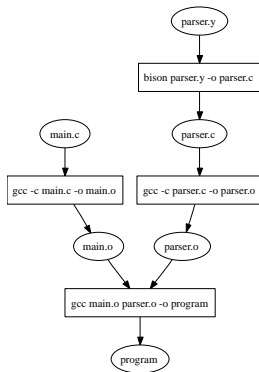 parser.y
bison parser.y -o parser.c
main.c
parser.c
gcc -c main.c -o main.o
gcc -c parser.c -o parser.o
main.o
parser.o
gcc main.o parser.o -o program
program